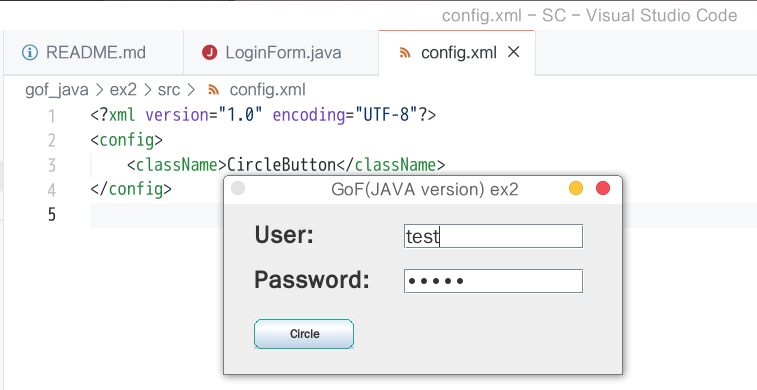 config.xml - SC - Visual Studio Code
README.md
J LoginForm.java
config.xml ×
gof_java > ex2 > src > config.xml
1 <?xml version="1.0" encoding="UTF-8"?>
2 <config>
3 <className>CircleButton</className>
4 </config>
5
GoF(JAVA version) ex2
User: test
Password: •••••
Circle